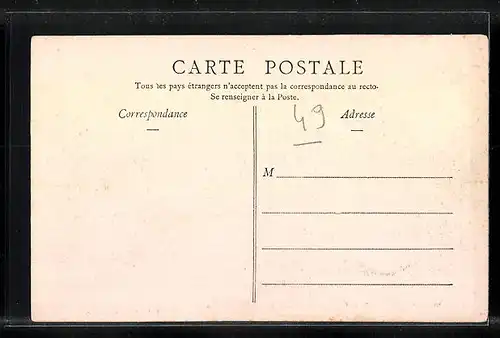 CARTE POSTALE
Tous les pays étrangers n'acceptent pas la correspondance au recto-
Se renseigner à la Poste.
Correspondance
49
Adresse
M